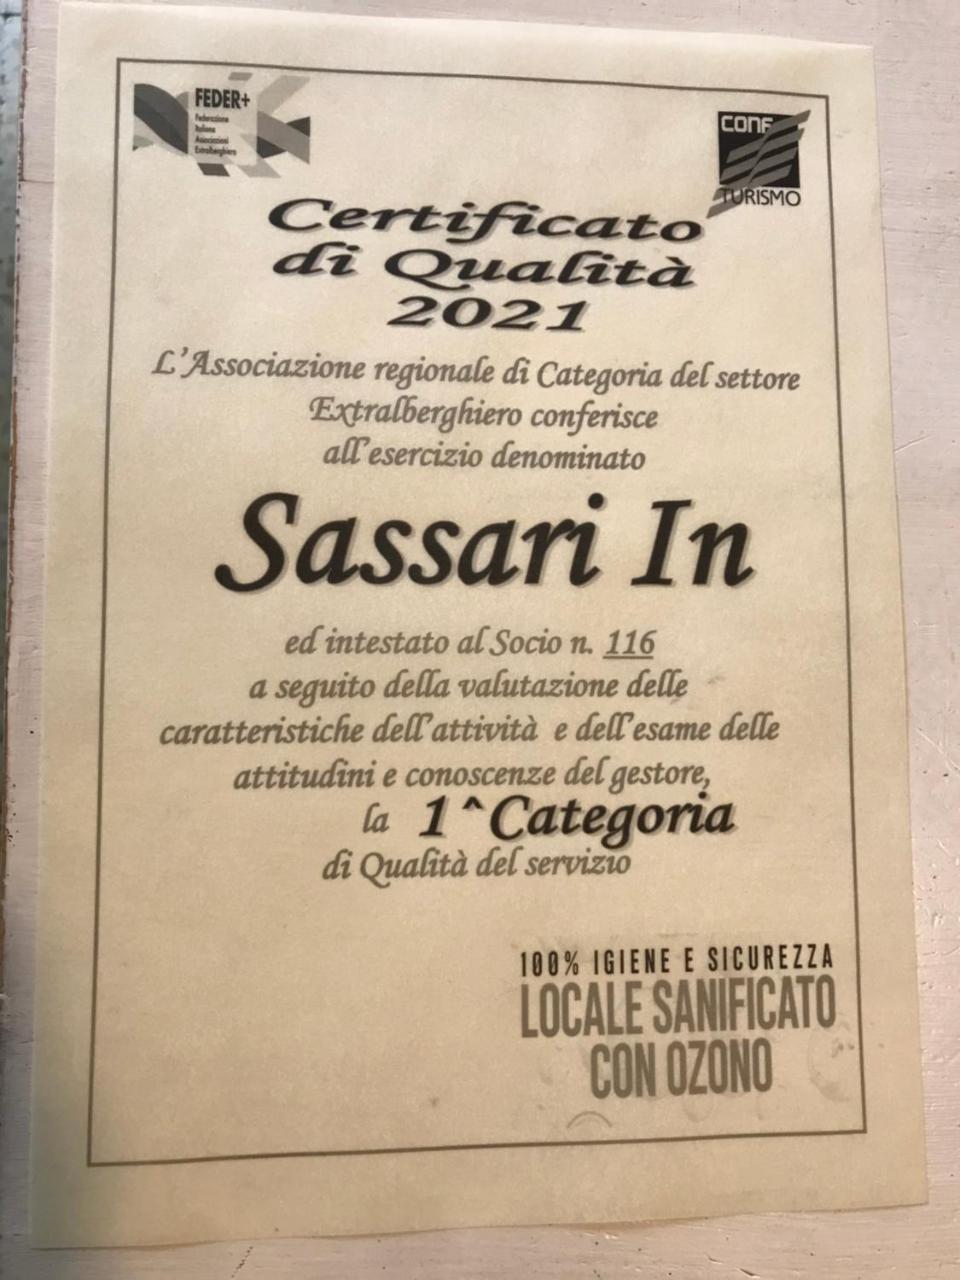 FEDER+
Federazione
Italiana
Associazioni
Extralberghiere
CONF
TURISMO
Certificato
di Qualità
2021
L'Associazione regionale di Categoria del settore
Extralberghiero conferisce
all'esercizio denominato
Sassari In
ed intestato al Socio n. 116
a seguito della valutazione delle
caratteristiche dell'attività e dell'esame delle
attitudini e conoscenze del gestore,
la 1^Categoria
di Qualità del servizio
100% IGIENE E SICUREZZA
LOCALE SANIFICATO
CON OZONO